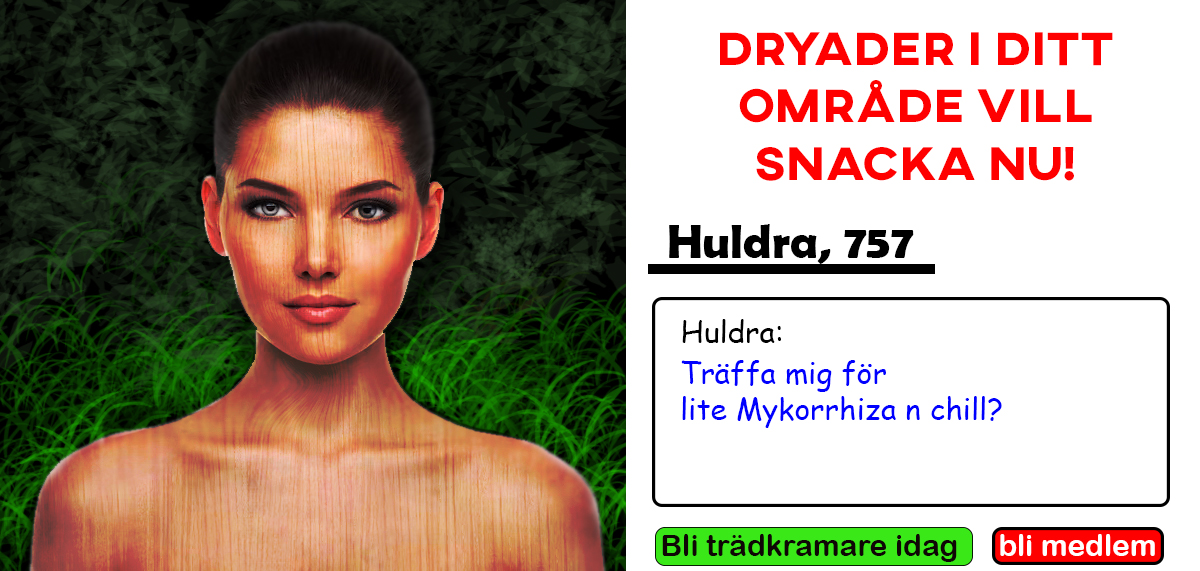 DRYADER I DITT
OMRÅDE VILL
SNACKA NU!
Huldra, 757
Huldra:
Träffa mig för
lite Mykorrhiza n chill?
Bli trädkramare idag
bli medlem